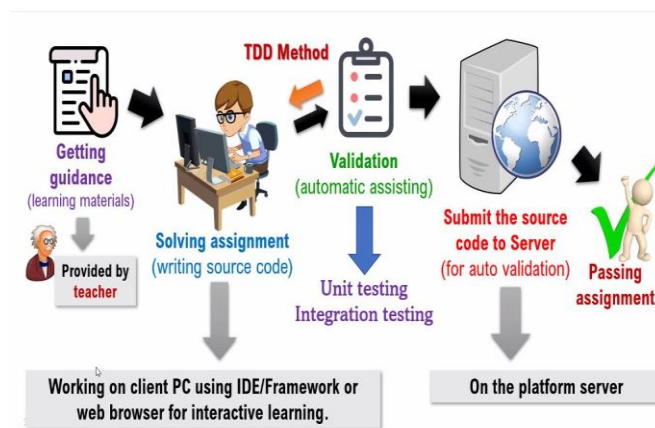 TDD Method
Getting
guidance
(learning materials)
Provided by
teacher
Solving assignment
(writing source code)
Validation
(automatic assisting)
Unit testing
Integration testing
Submit the source
code to Server
(for auto validation)
Passing
assignment
Working on client PC using IDE/Framework or
web browser for interactive learning.
On the platform server